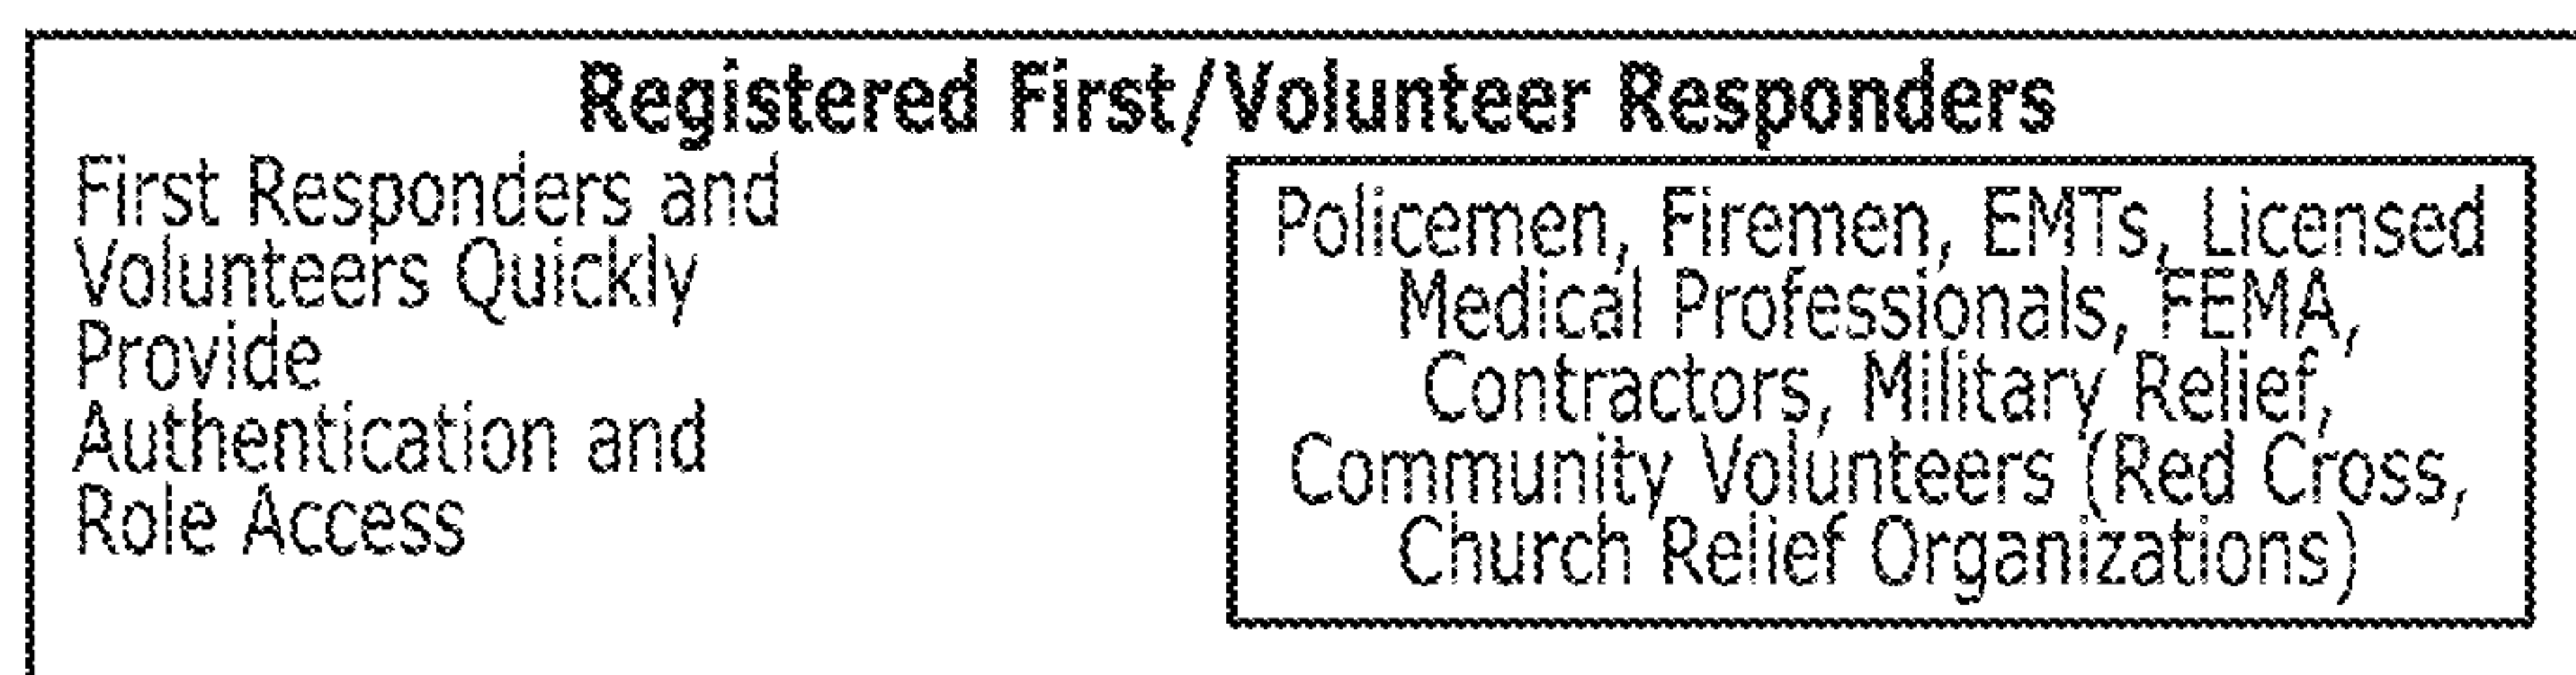 Registered First/Volunteer Responders
First Responders and
Volunteers Quickly
Provide
Authentication and
Role Access
Policemen, Firemen, EMTs, Licensed
Medical Professionals, FEMA,
Contractors, Military Relief,
Community Volunteers (Red Cross,
Church Relief Organizations)